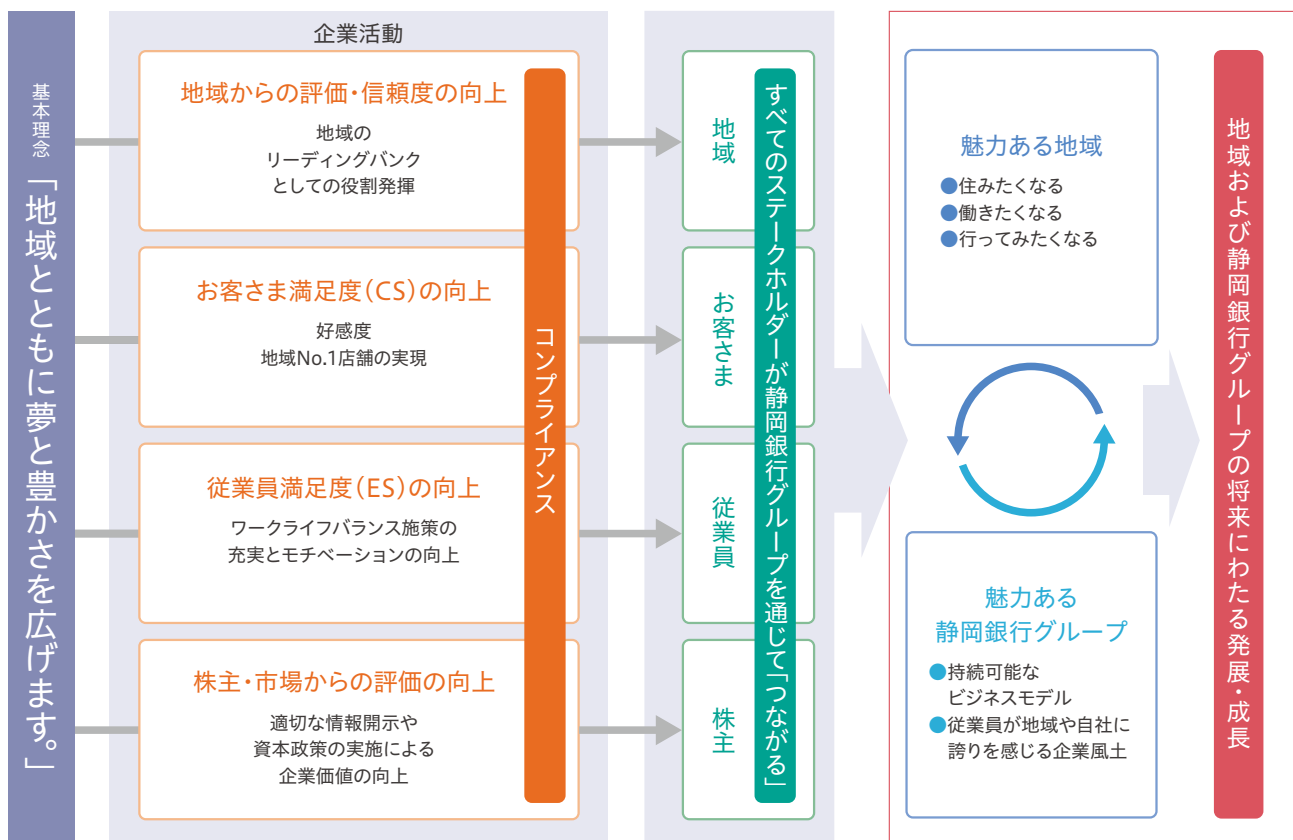 基本理念
「地域とともに夢と豊かさを広げます。」
企業活動
地域からの評価・信頼度の向上
地域の
リーディングバンク
としての役割発揮
お客さま満足度(CS)の向上
好感度
地域No.1店舗の実現
従業員満足度(ES)の向上
ワークライフバランス施策の
充実とモチベーションの向上
株主・市場からの評価の向上
適切な情報開示や
資本政策の実施による
企業価値の向上
コンプライアンス
地域
お客さま
従業員
株主
すべてのステークホルダーが静岡銀行グループを通じて「つながる」
魅力ある地域
●住みたくなる
●働きたくなる
●行ってみたくなる
魅力ある
静岡銀行グループ
●持続可能な
ビジネスモデル
●従業員が地域や自社に
誇りを感じる企業風土
地域および静岡銀行グループの将来にわたる発展・成長